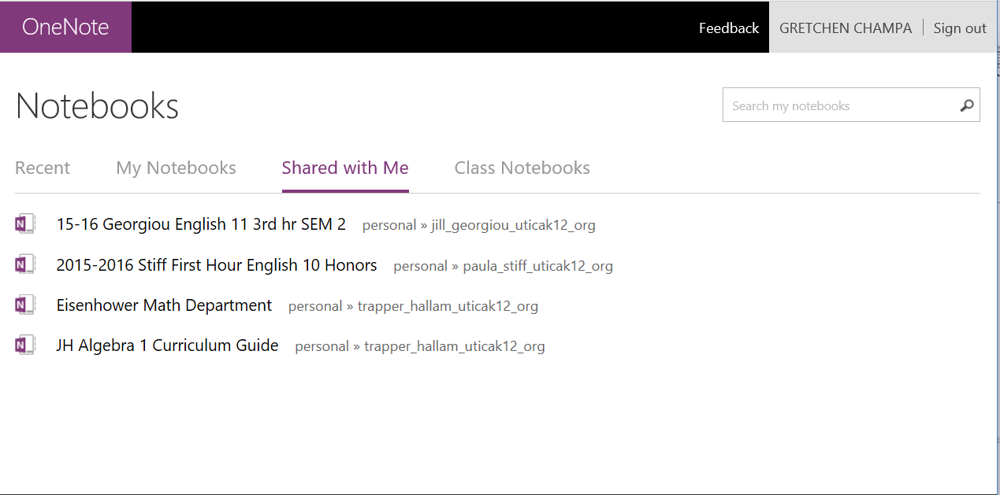 OneNote Feedback GRETCHEN CHAMPA Sign out
Notebooks Search my notebooks
Recent My Notebooks Shared with Me Class Notebooks
N 15-16 Georgiou English 11 3rd hr SEM 2 personal » jill_georgiou_uticak12_org
N 2015-2016 Stiff First Hour English 10 Honors personal » paula_stiff_uticak12_org
N Eisenhower Math Department personal » trapper_hallam_uticak12_org
N JH Algebra 1 Curriculum Guide personal » trapper_hallam_uticak12_org